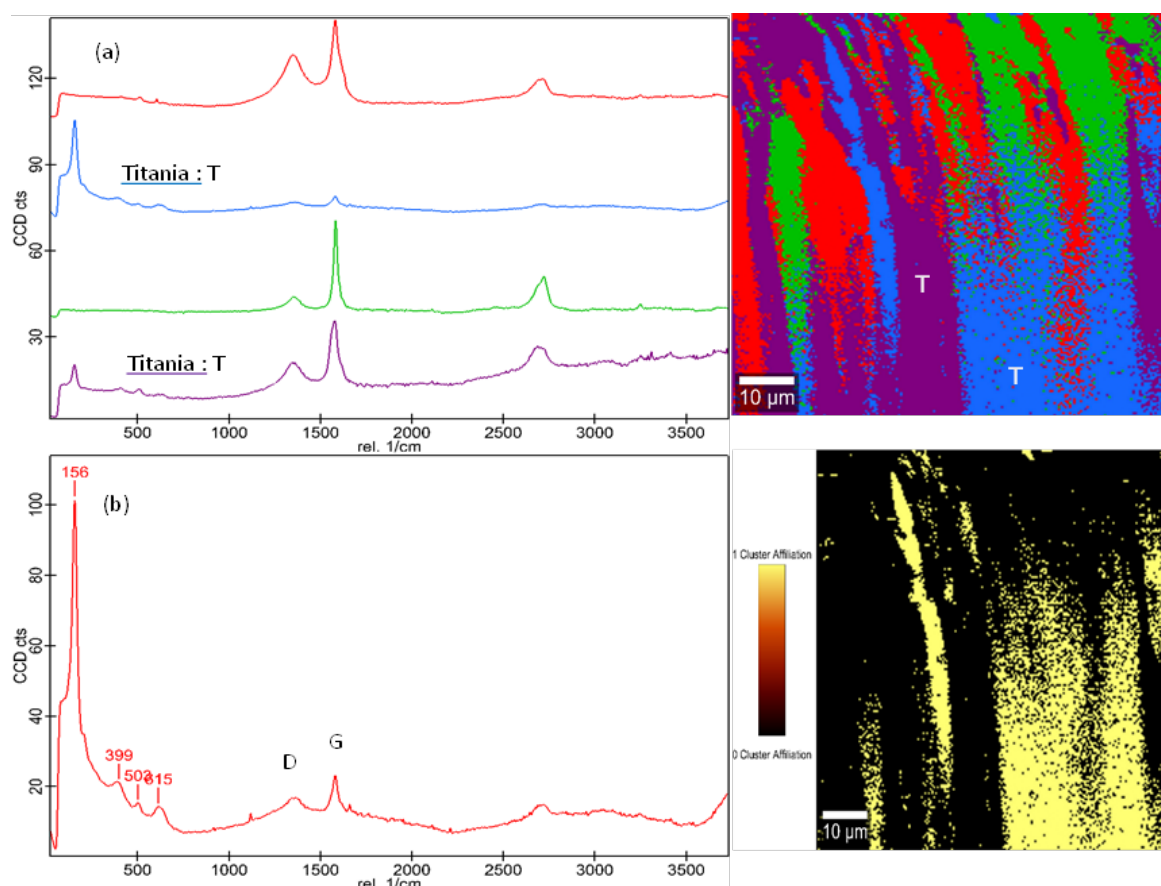 (a)
CCD cts
120
90
60
30
Titania : T
Titania : T
500
1000
1500
2000
2500
3000
3500
rel. 1/cm
T
T
10 µm
(b)
CCD cts
100
80
60
40
20
156
399
503
615
D
G
500
1000
1500
2000
2500
3000
3500
rel. 1/cm
1 Cluster Affiliation
0 Cluster Affiliation
10 µm